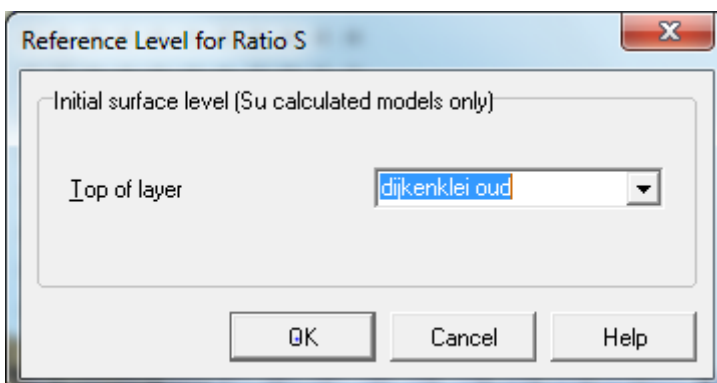 Reference Level for Ratio S
Initial surface level (Su calculated models only)
Top of layer
dijkenklei oud
OK
Cancel
Help